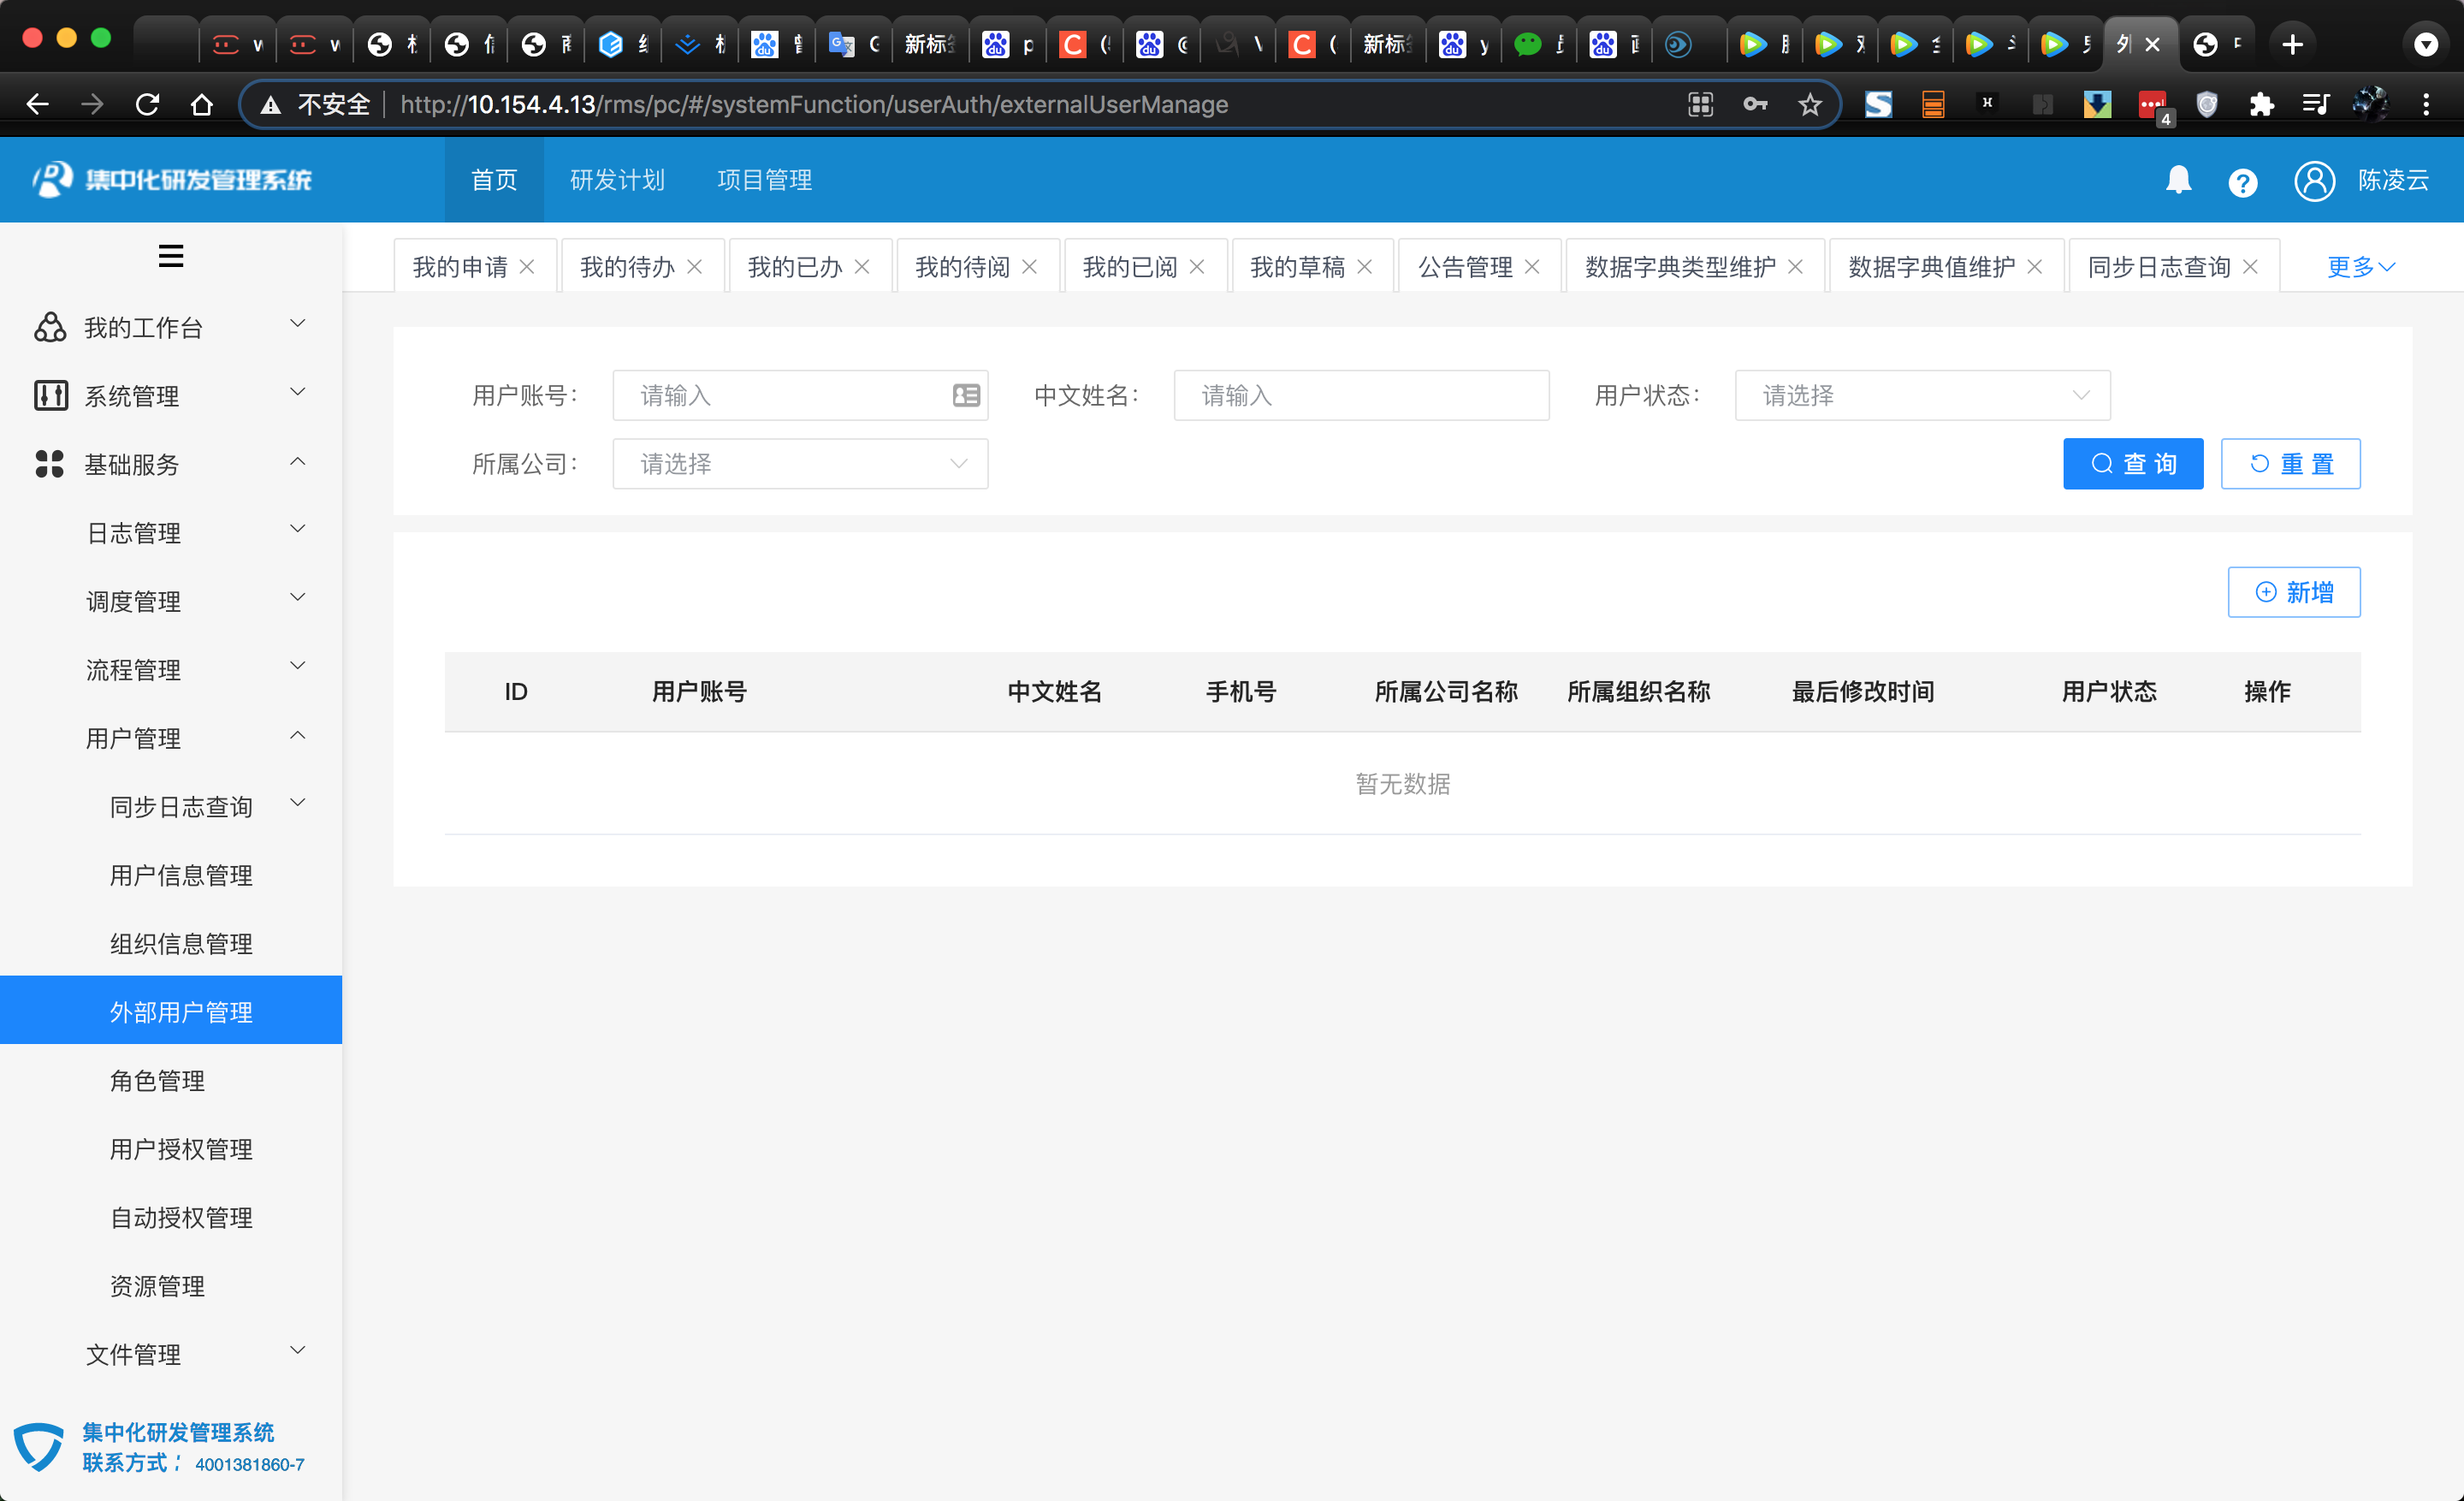 新标 新标
不安全 http://10.154.4.13/rms/pc/#/systemFunction/userAuth/externalUserManage 4
集中化研发管理系统 首页 研发计划 项目管理 陈凌云
我的申请 我的待办 我的已办 我的待阅 我的已阅 我的草稿 公告管理 数据字典类型维护 数据字典值维护 同步日志查询 更多
我的工作台
系统管理
基础服务
日志管理
调度管理
流程管理
用户管理
同步日志查询
用户信息管理
组织信息管理
外部用户管理
角色管理
用户授权管理
自动授权管理
资源管理
文件管理
集中化研发管理系统
联系方式： 4001381860-7
用户账号: 请输入 中文姓名: 请输入 用户状态: 请选择
所属公司: 请选择 查 询 重 置
新增
ID 用户账号 中文姓名 手机号 所属公司名称 所属组织名称 最后修改时间 用户状态 操作
暂无数据